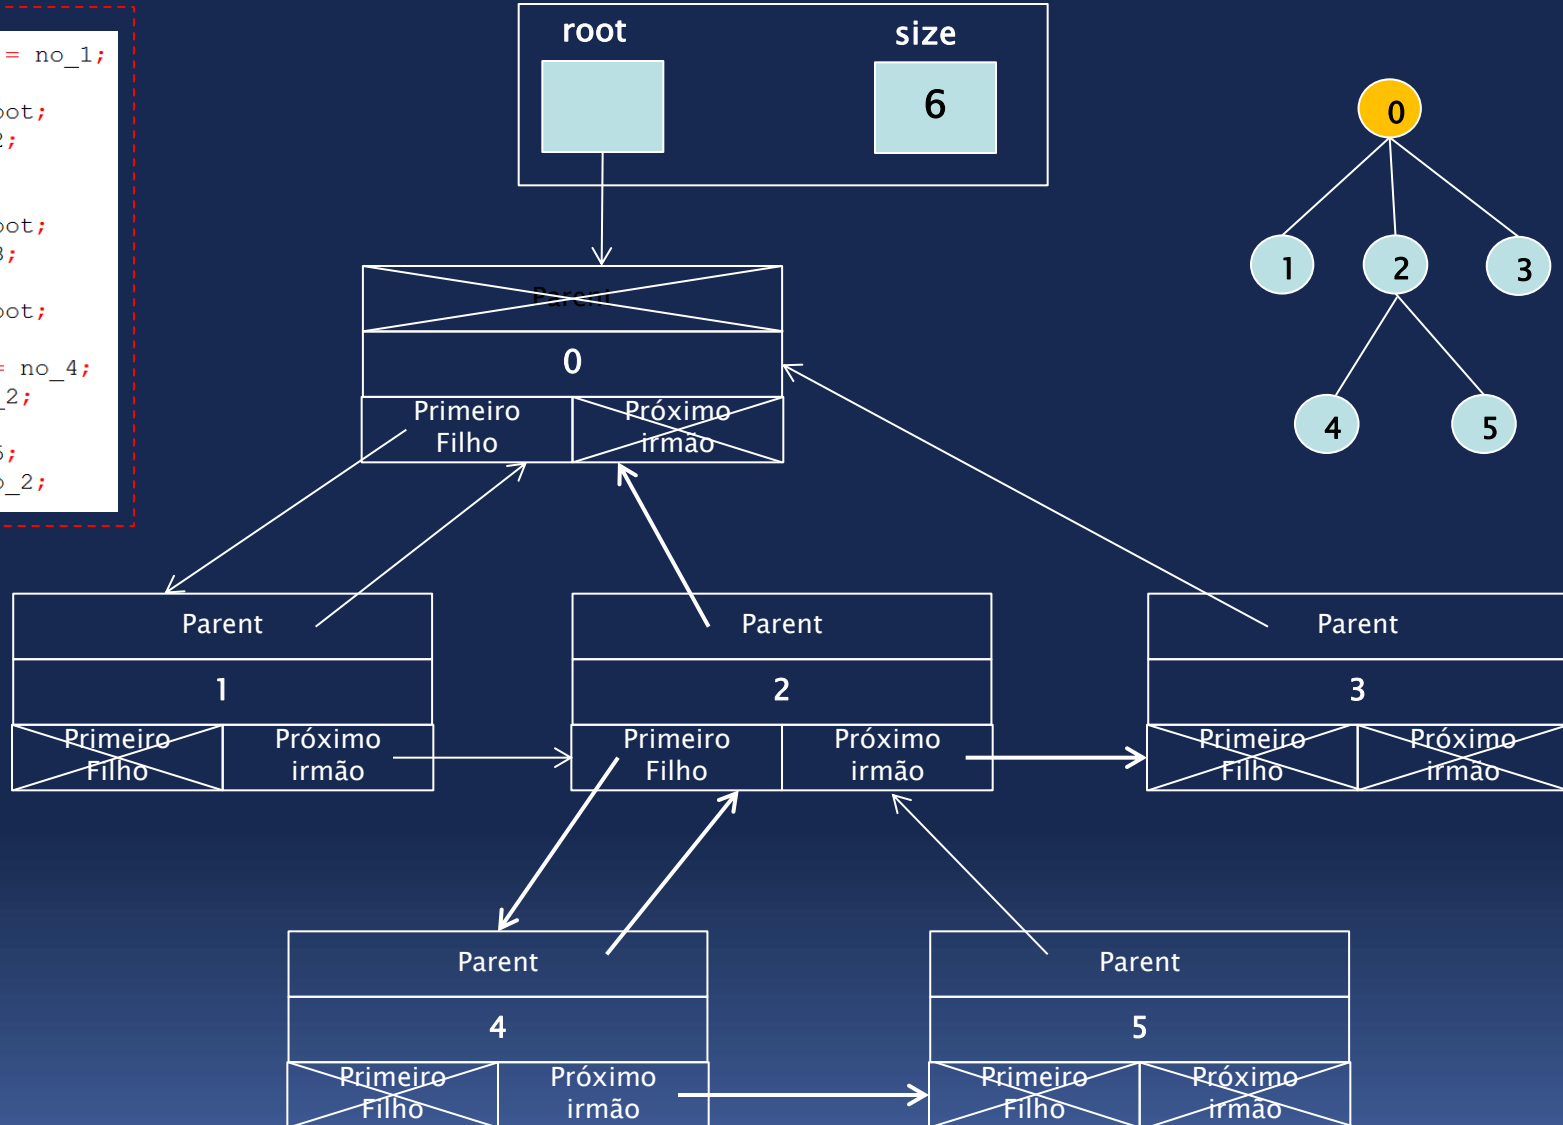 = no_1;
oot;
2;
oot;
3;
oot;
= no_4;
_2;
5;
o_2;
root
size
6
0
1
2
3
4
5
Parent
0
Primeiro
Filho
Próximo
irmão
Parent
1
Primeiro
Filho
Próximo
irmão
Parent
2
Primeiro
Filho
Próximo
irmão
Parent
3
Primeiro
Filho
Próximo
irmão
Parent
4
Primeiro
Filho
Próximo
irmão
Parent
5
Primeiro
Filho
Próximo
irmão